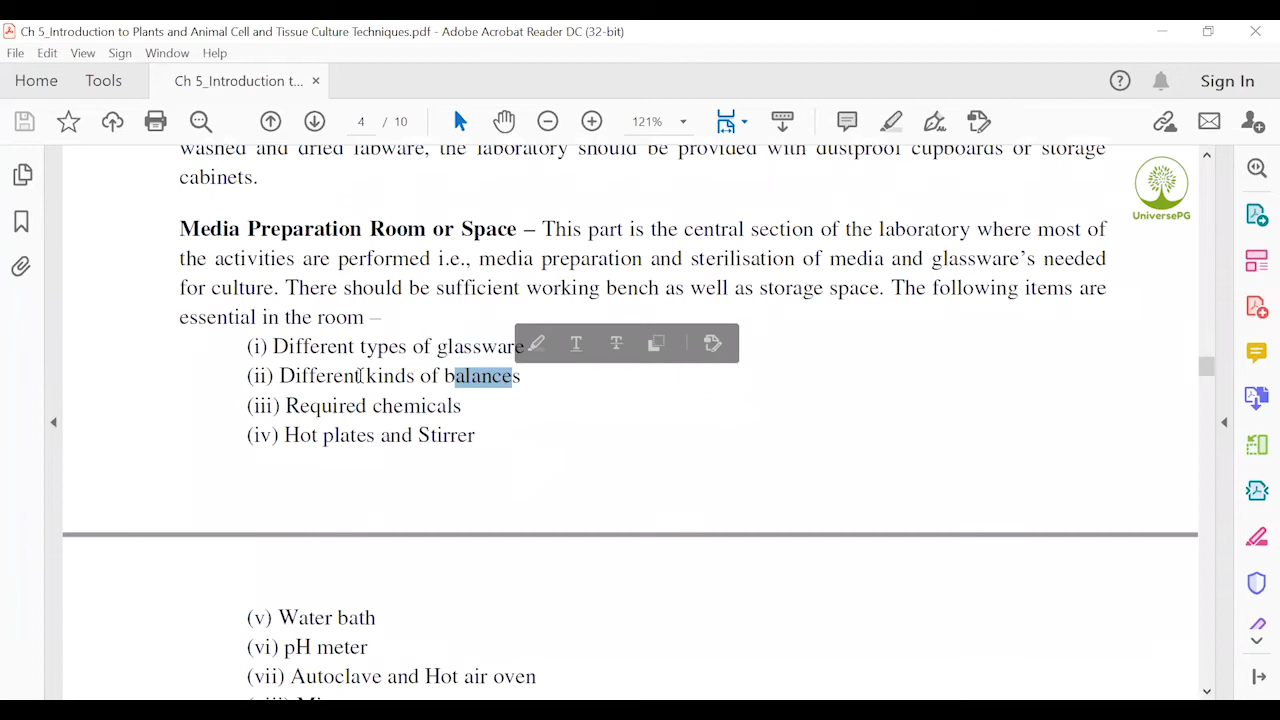 Ch 5_Introduction to Plants and Animal Cell and Tissue Culture Techniques.pdf - Adobe Acrobat Reader DC (32-bit)
File Edit View Sign Window Help
Home Tools Ch 5_Introduction t... ×
Sign In
4 / 10
121%
washed and dried labware, the laboratory should be provided with dustproof cupboards or storage
cabinets.
UniversePG
Media Preparation Room or Space – This part is the central section of the laboratory where most of
the activities are performed i.e., media preparation and sterilisation of media and glassware’s needed
for culture. There should be sufficient working bench as well as storage space. The following items are
essential in the room –
(i) Different types of glassware
(ii) Different kinds of balances
(iii) Required chemicals
(iv) Hot plates and Stirrer
(v) Water bath
(vi) pH meter
(vii) Autoclave and Hot air oven